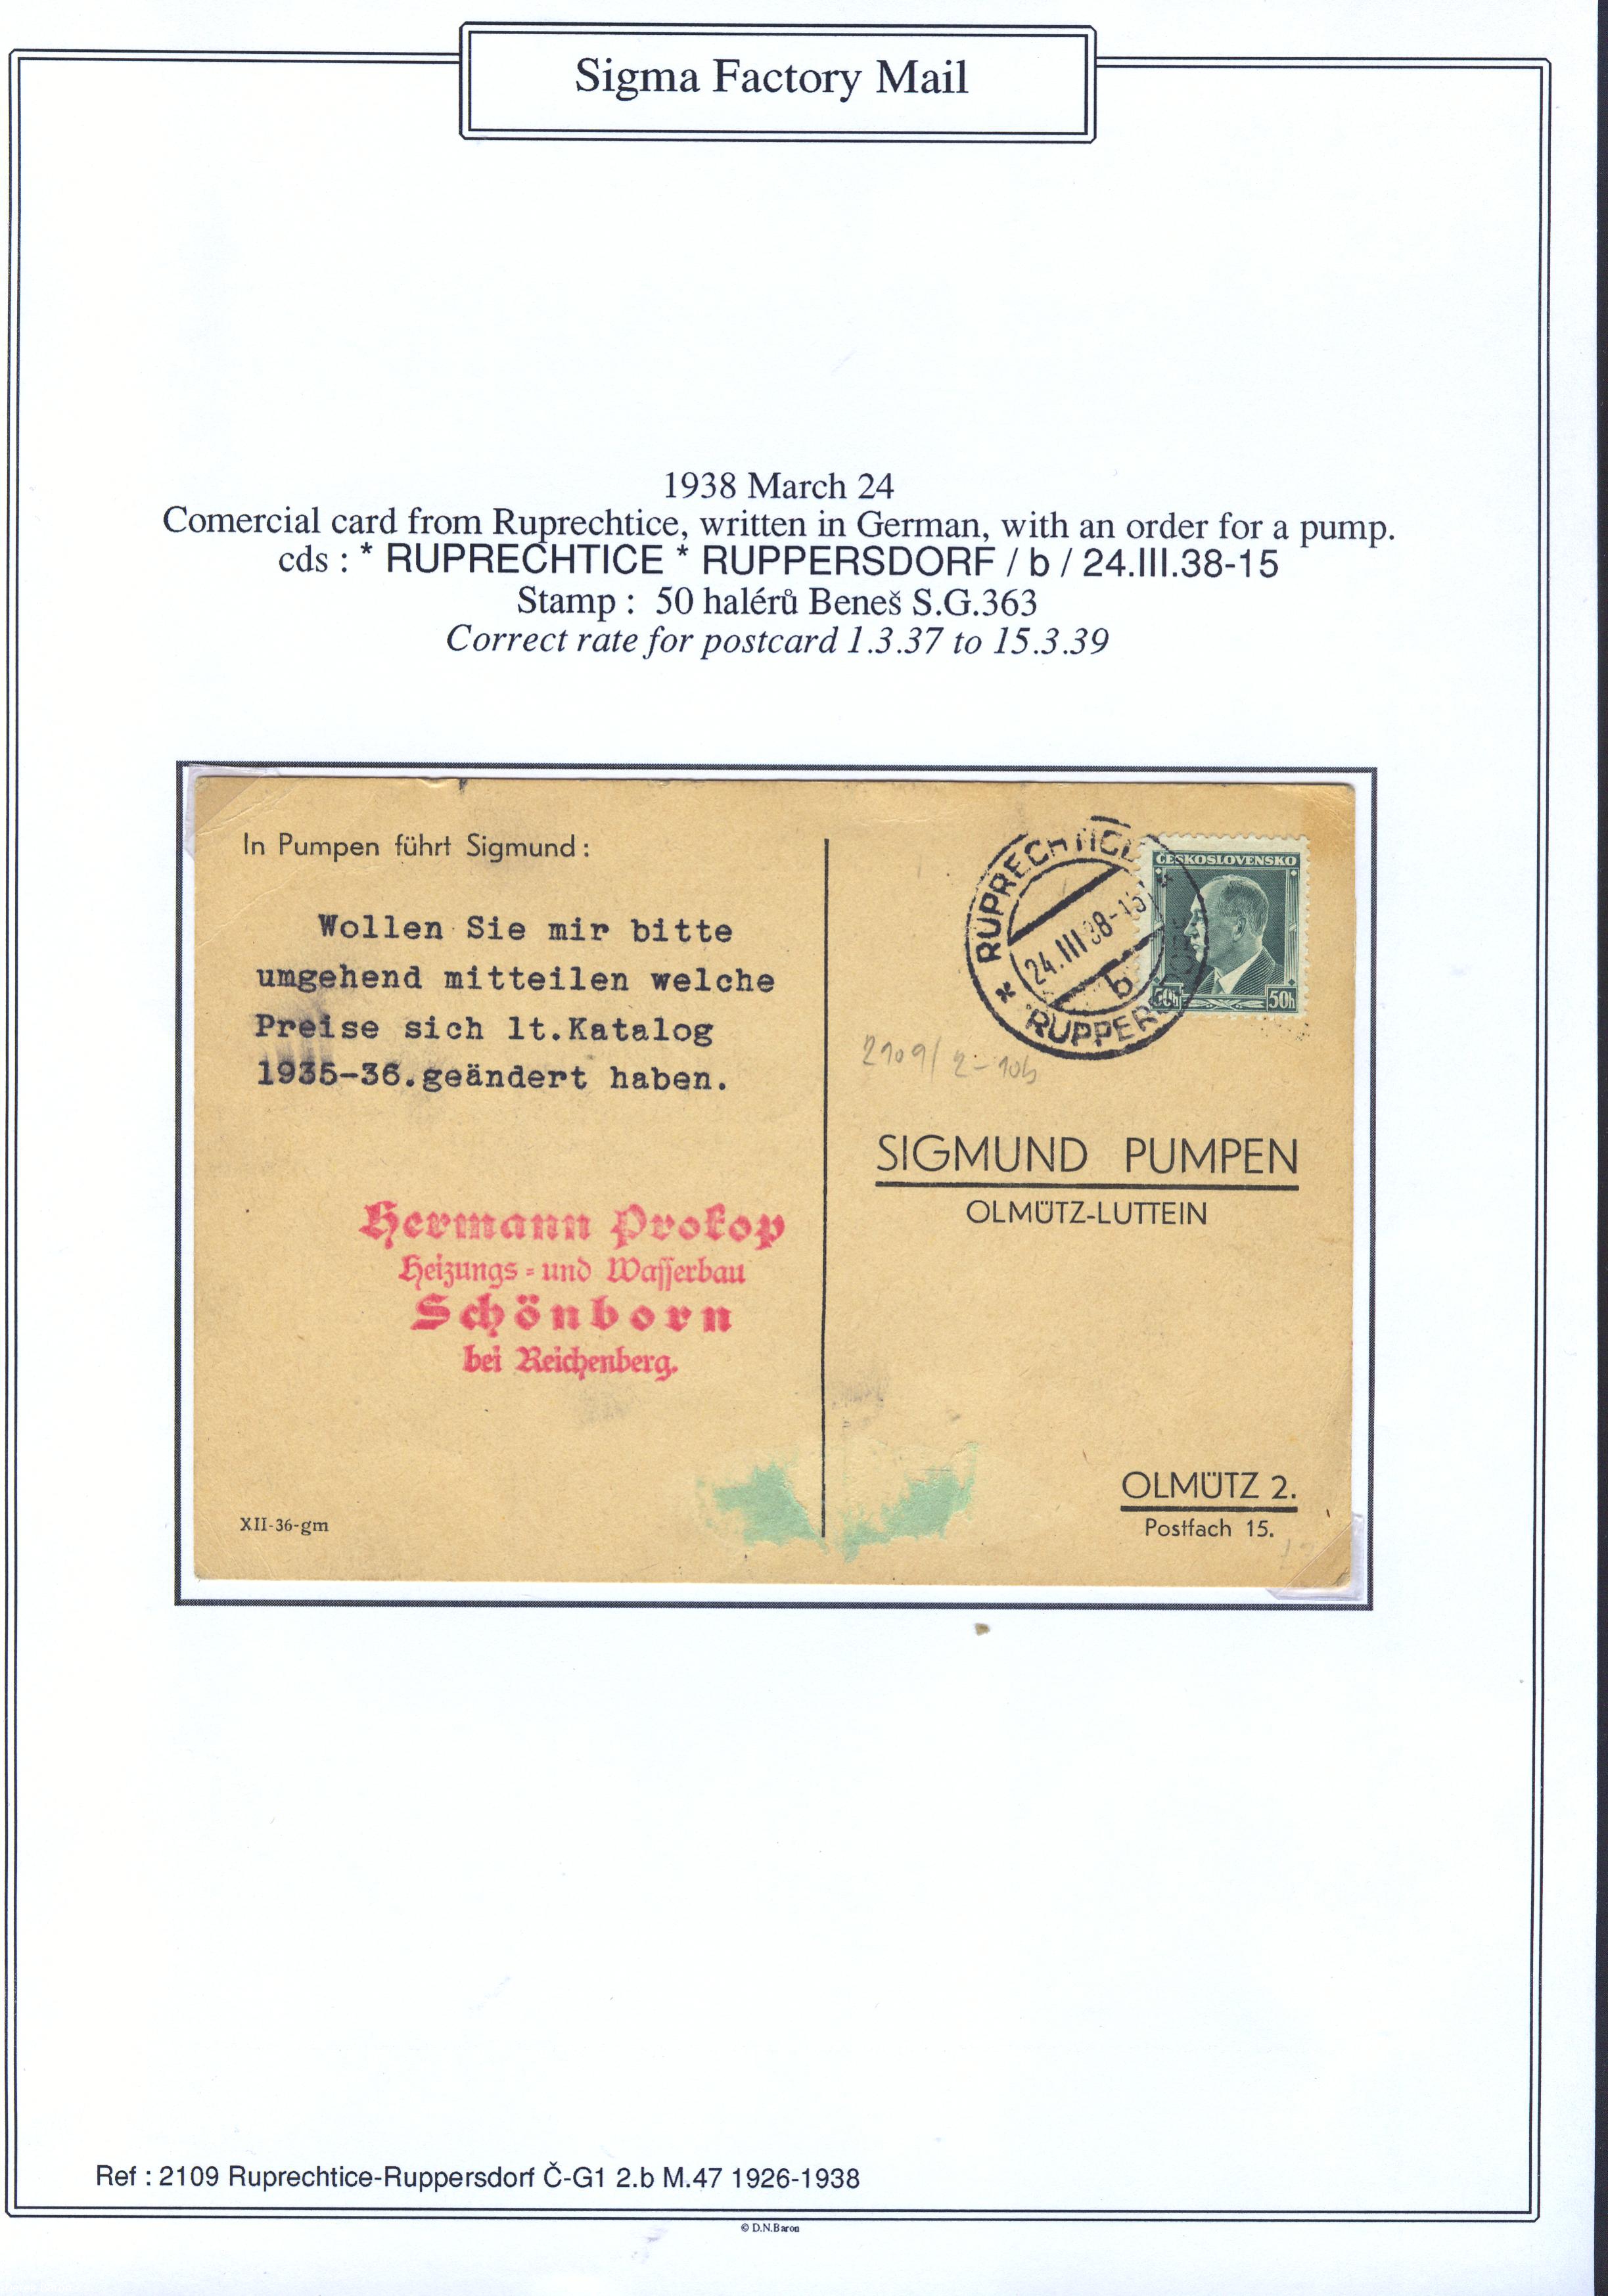 Sigma Factory Mail
1938 March 24
Comercial card from Ruprechtice, written in German, with an order for a pump.
cds : * RUPRECHTICE * RUPPERSDORF / b / 24.III.38-15
Stamp : 50 halérů Beneš S.G.363
Correct rate for postcard 1.3.37 to 15.3.39
In Pumpen führt Sigmund :
Wollen Sie mir bitte
umgehend mitteilen welche
Preise sich lt.Katalog
1935-36.geändert haben.
Hermann Prokop
Heizungs- und Wasserbau
Schönborn
bei Reichenberg.
XII-36-gm
* RUPRECHTICE *
24.III.38-15
b
RUPPERSDO
ČESKOSLOVENSKO
50h 50h
2109/2-10b
SIGMUND PUMPEN
OLMÜTZ-LUTTEIN
OLMÜTZ 2.
Postfach 15.
Ref : 2109 Ruprechtice-Ruppersdorf Č-G1 2.b M.47 1926-1938
© D.N.Baron